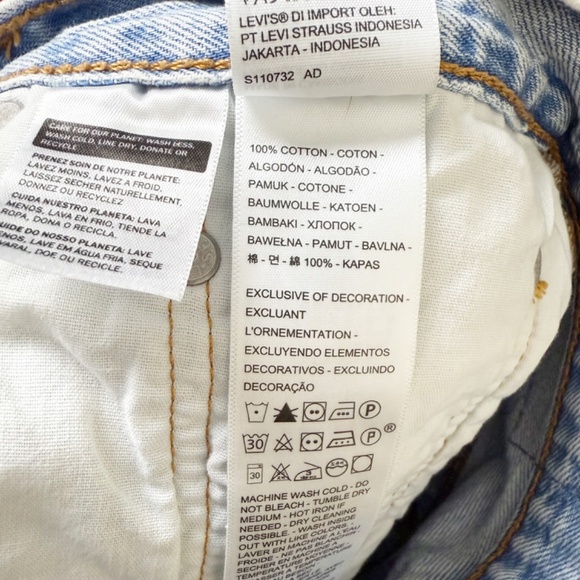 LEVI'S® DI IMPORT OLEH:
PT LEVI STRAUSS INDONESIA
JAKARTA - INDONESIA
S110732 AD
CARE FOR OUR PLANET: WASH LESS,
WASH COLD, LINE DRY, DONATE OR
RECYCLE
PRENEZ SOIN DE NOTRE PLANETE:
LAVEZ MOINS, LAVEZ A FROID,
LAISSEZ SECHER NATURELLEMENT,
DONNEZ OU RECYCLEZ
CUIDA NUESTRO PLANETA: LAVA
MENOS, LAVA EN FRIO, TIENDE LA
ROPA, DONA O RECICLA.
DO NOSSO PLANETA: LAVE
MENOS, LAVE EM ÁGUA FRIA, SEQUE
VARAL, DOE OU RECICLE.
100% COTTON - COTON -
ALGODÓN - ALGODÃO -
PAMUK - COTONE -
BAUMWOLLE - KATOEN -
BAMBAKI - ХЛОПОК -
BAWEŁNA - PAMUT - BAVLNA -
棉 - 면 - 綿 100% - KAPAS
EXCLUSIVE OF DECORATION -
EXCLUANT
L'ORNEMENTATION -
EXCLUYENDO ELEMENTOS
DECORATIVOS - EXCLUINDO
DECORAÇÃO
P
30 P ®
30
MACHINE WASH COLD - DO
NOT BLEACH - TUMBLE DRY
MEDIUM - HOT IRON IF
NEEDED - DRY CLEANING
POSSIBLE. - WASH INSIDE
OUT WITH LIKE COLORS.
LAVER EN MACHINE A L'EAU